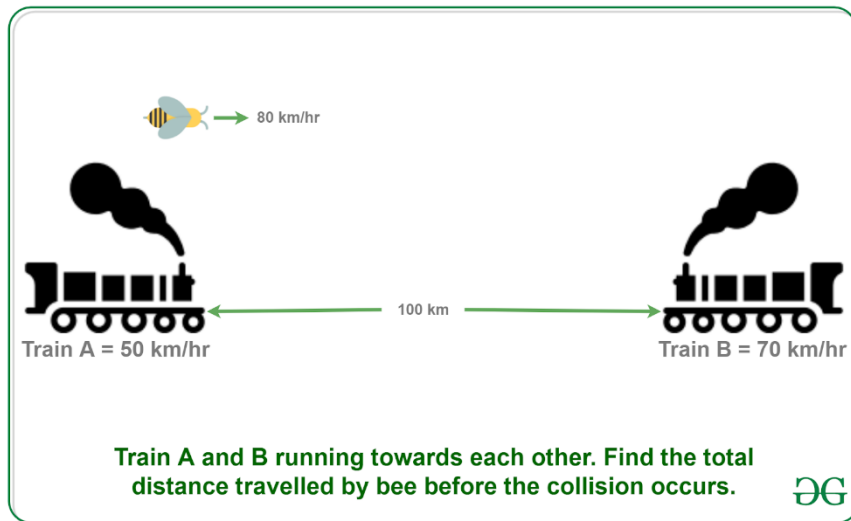 80 km/hr
100 km
Train A = 50 km/hr
Train B = 70 km/hr
Train A and B running towards each other. Find the total
distance travelled by bee before the collision occurs.